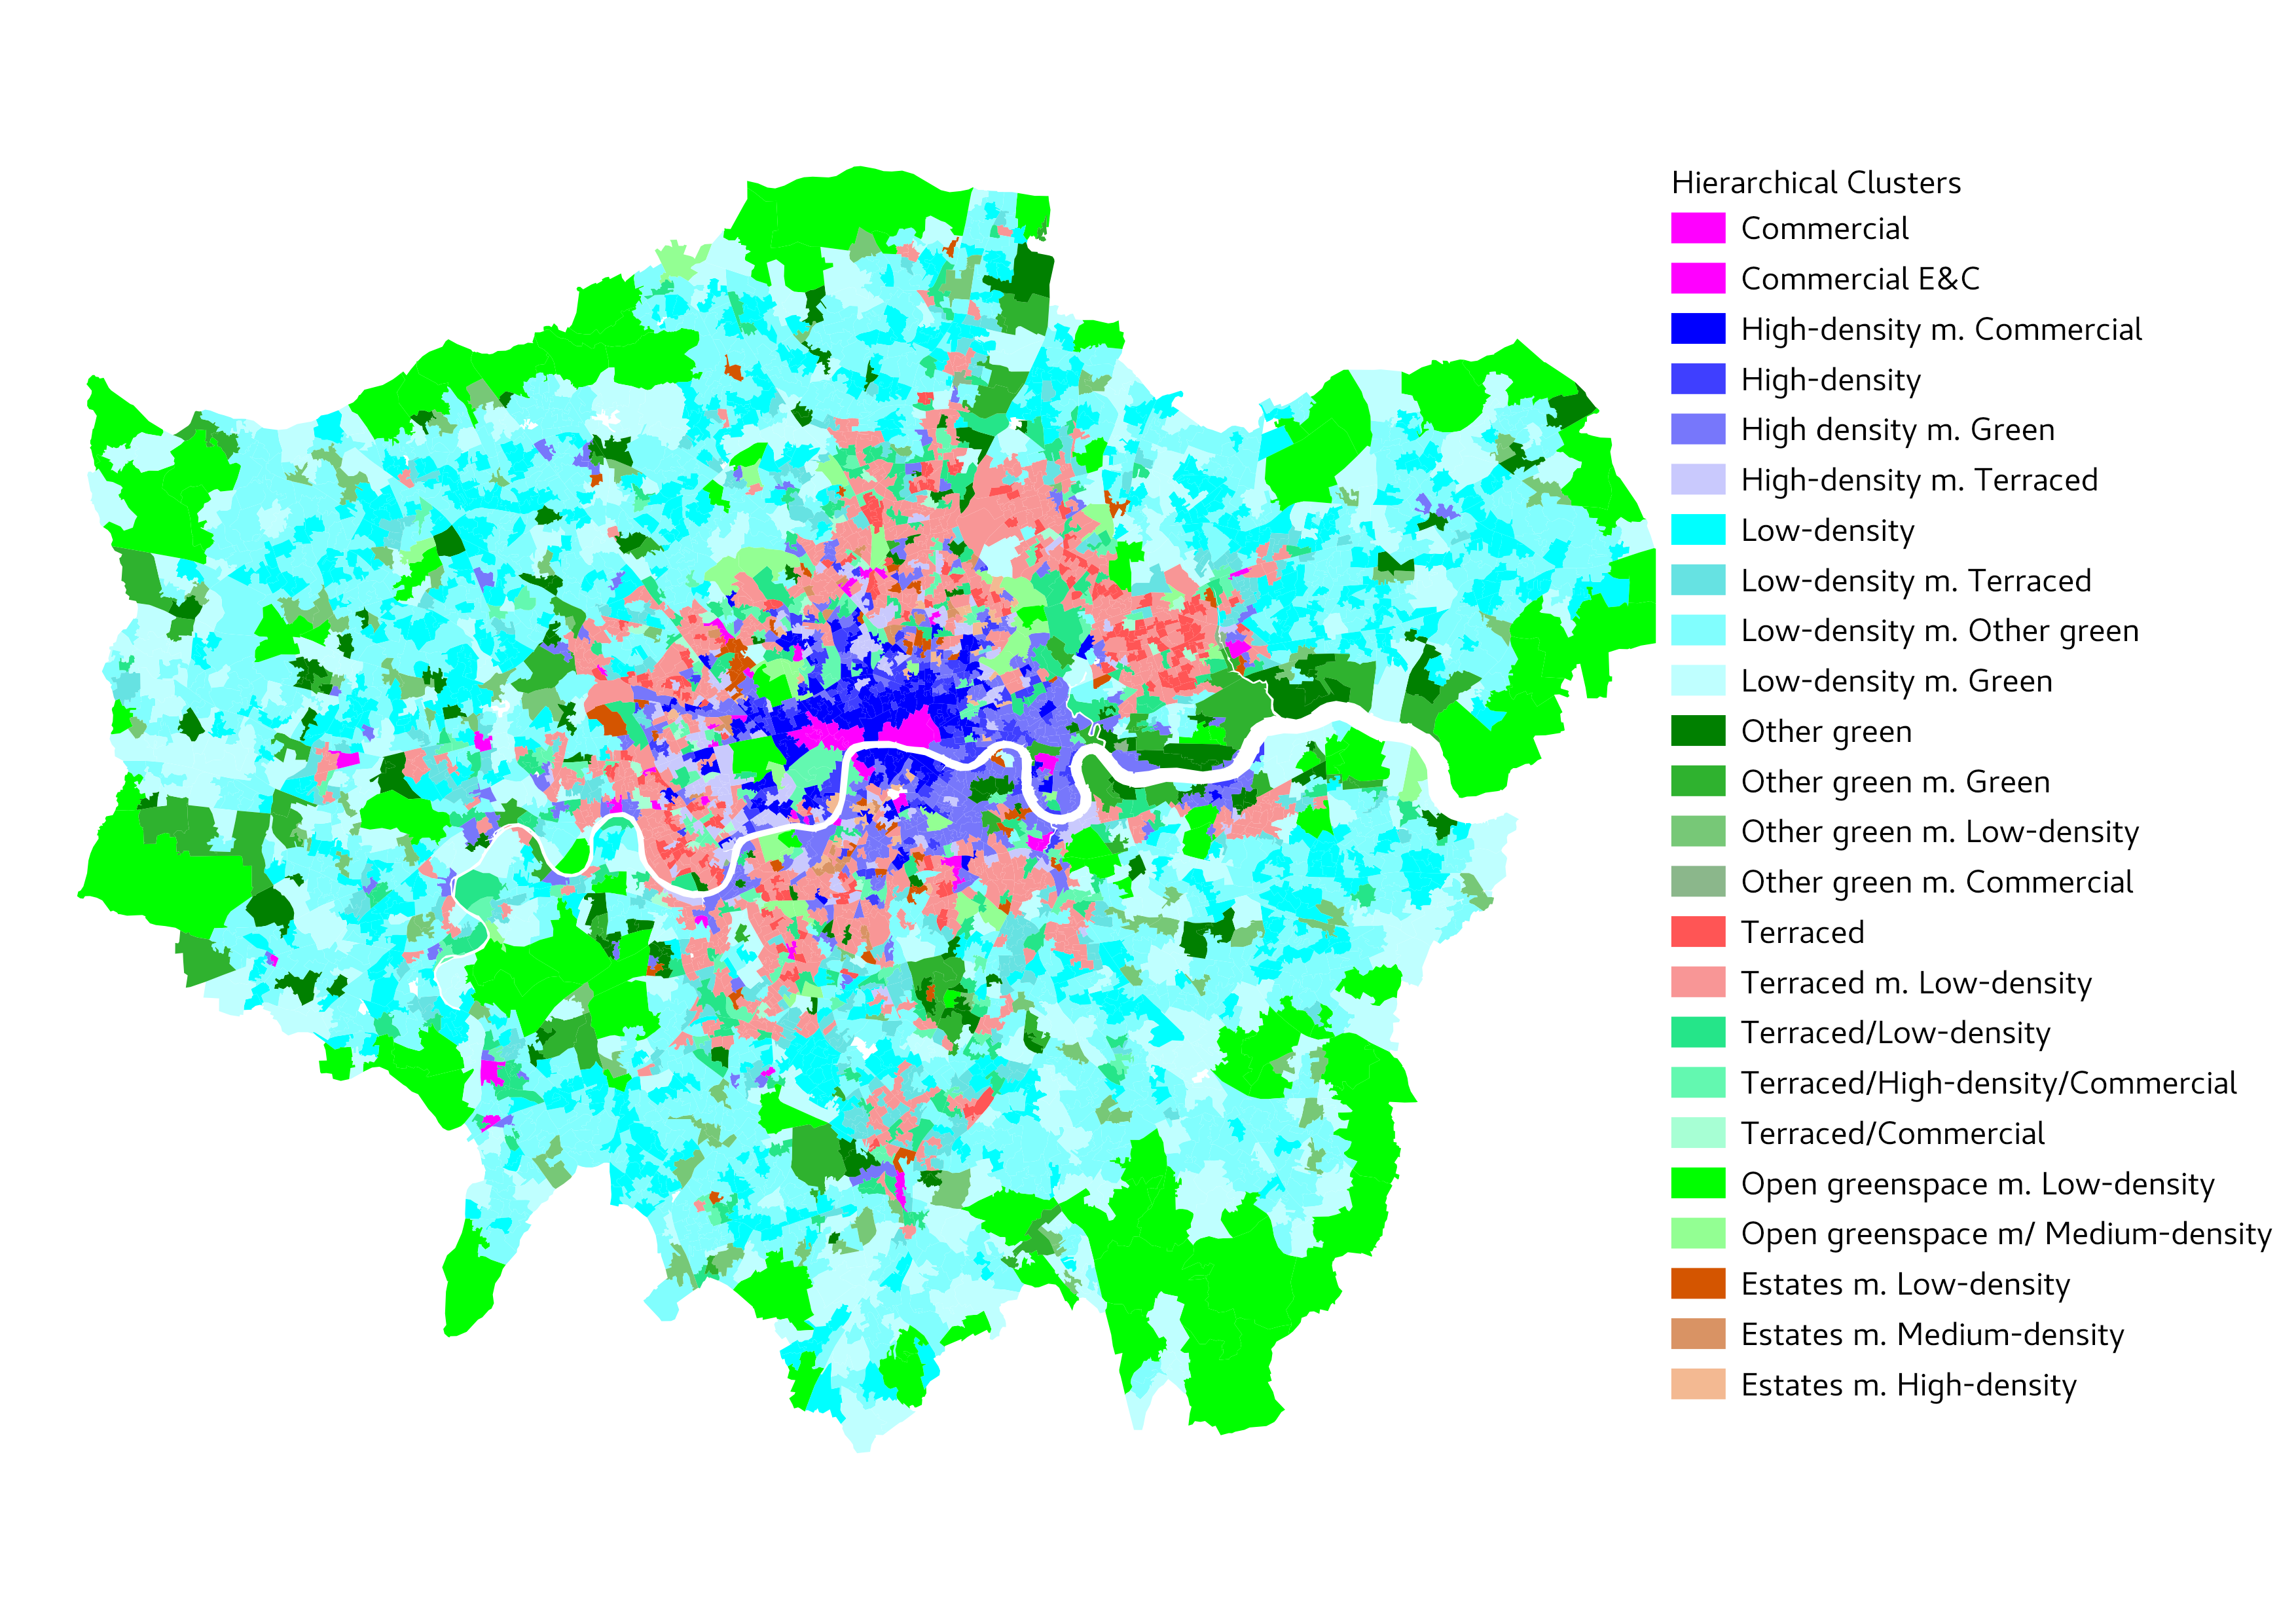 Hierarchical Clusters
Commercial
Commercial E&C
High-density m. Commercial
High-density
High density m. Green
High-density m. Terraced
Low-density
Low-density m. Terraced
Low-density m. Other green
Low-density m. Green
Other green
Other green m. Green
Other green m. Low-density
Other green m. Commercial
Terraced
Terraced m. Low-density
Terraced/Low-density
Terraced/High-density/Commercial
Terraced/Commercial
Open greenspace m. Low-density
Open greenspace m/ Medium-density
Estates m. Low-density
Estates m. Medium-density
Estates m. High-density